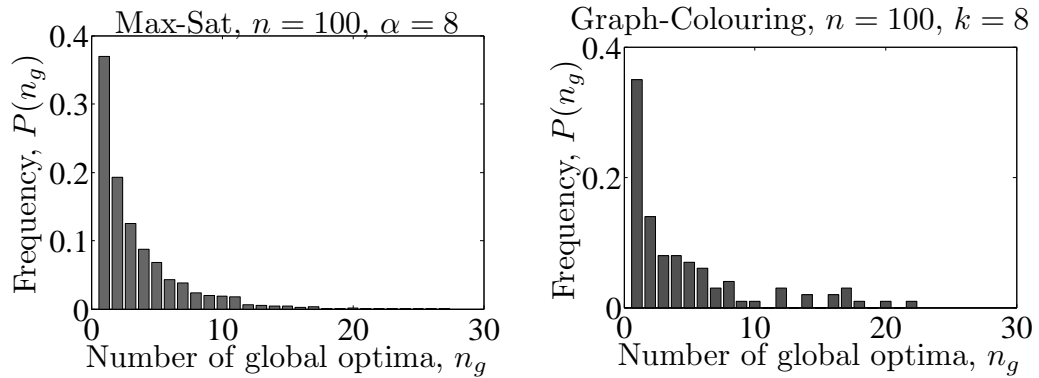 Max-Sat, n = 100, α = 8
Frequency, P(n_g)
0.4
0.3
0.2
0.1
0
0
10
20
30
Number of global optima, n_g
Graph-Colouring, n = 100, k = 8
Frequency, P(n_g)
0.4
0.2
0
0
10
20
30
Number of global optima, n_g